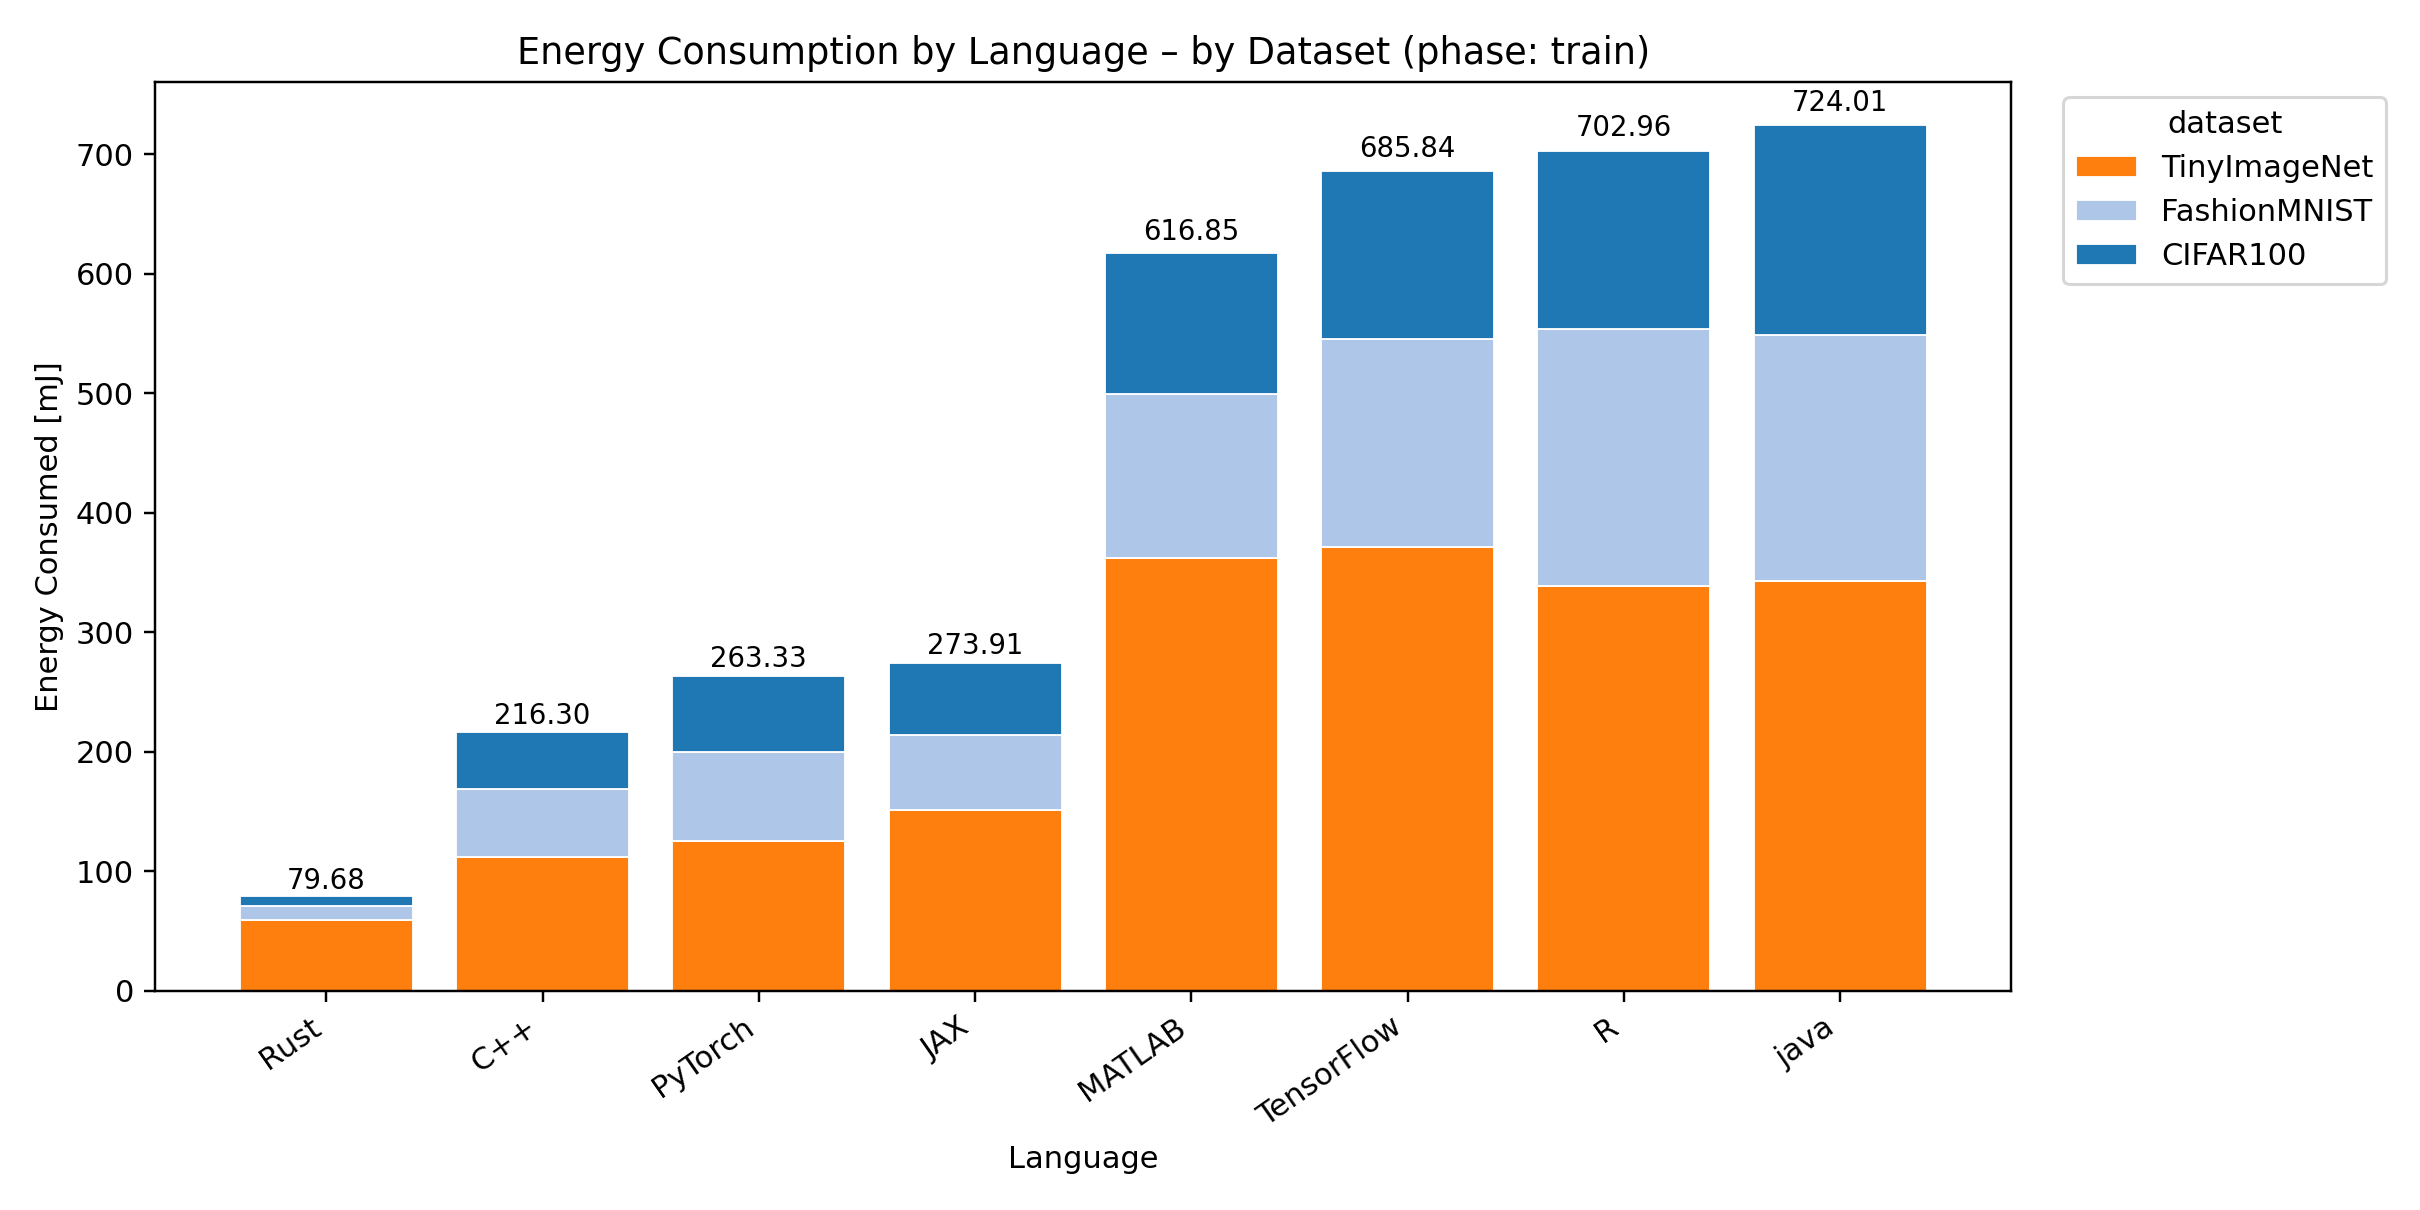 Energy Consumption by Language – by Dataset (phase: train)
Energy Consumed [mJ]
700
600
500
400
300
200
100
0
79.68
216.30
263.33
273.91
616.85
685.84
702.96
724.01
Rust
C++
PyTorch
JAX
MATLAB
TensorFlow
R
java
Language
dataset
TinyImageNet
FashionMNIST
CIFAR100